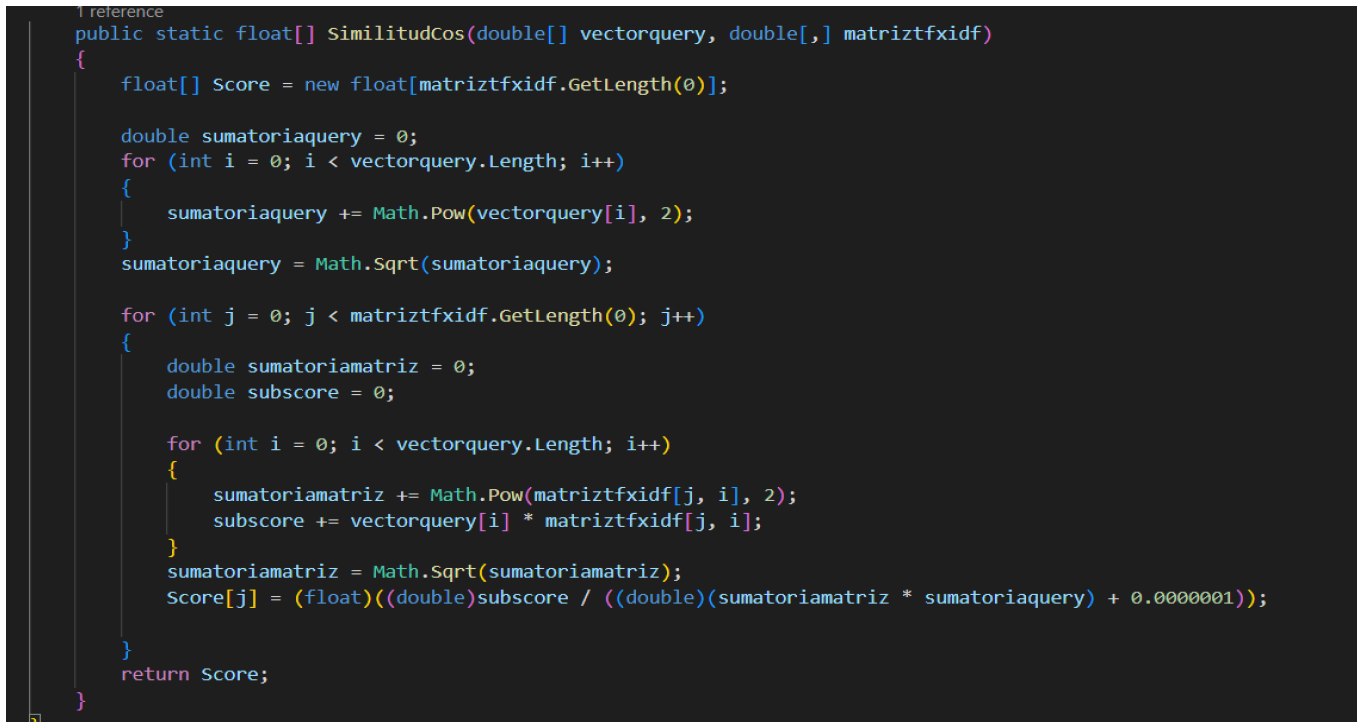 1 reference
public static float[] SimilitudCos(double[] vectorquery, double[,] matriztfxidf)
{
float[] Score = new float[matriztfxidf.GetLength(0)];
double sumatoriaquery = 0;
for (int i = 0; i < vectorquery.Length; i++)
{
sumatoriaquery += Math.Pow(vectorquery[i], 2);
}
sumatoriaquery = Math.Sqrt(sumatoriaquery);
for (int j = 0; j < matriztfxidf.GetLength(0); j++)
{
double sumatoriamatriz = 0;
double subscore = 0;
for (int i = 0; i < vectorquery.Length; i++)
{
sumatoriamatriz += Math.Pow(matriztfxidf[j, i], 2);
subscore += vectorquery[i] * matriztfxidf[j, i];
}
sumatoriamatriz = Math.Sqrt(sumatoriamatriz);
Score[j] = (float)((double)subscore / ((double)(sumatoriamatriz * sumatoriaquery) + 0.0000001));
}
return Score;
}
}